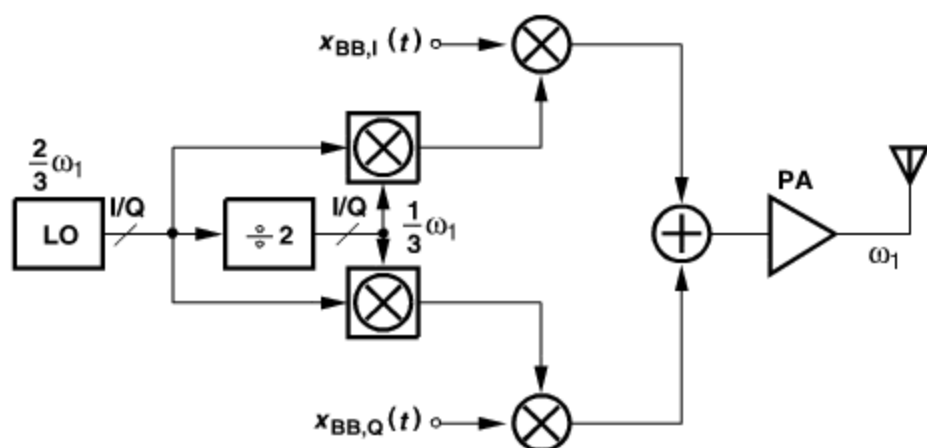 x_BB,I (t)
2/3 ω₁
PA
I/Q
I/Q
LO
÷ 2
1/3 ω₁
ω₁
x_BB,Q (t)